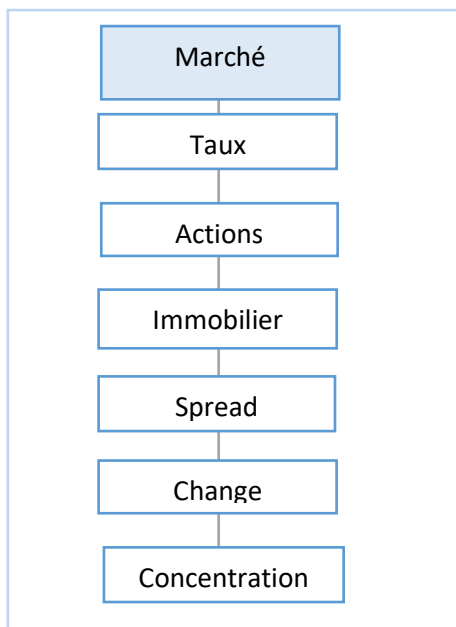 Marché
Taux
Actions
Immobilier
Spread
Change
Concentration